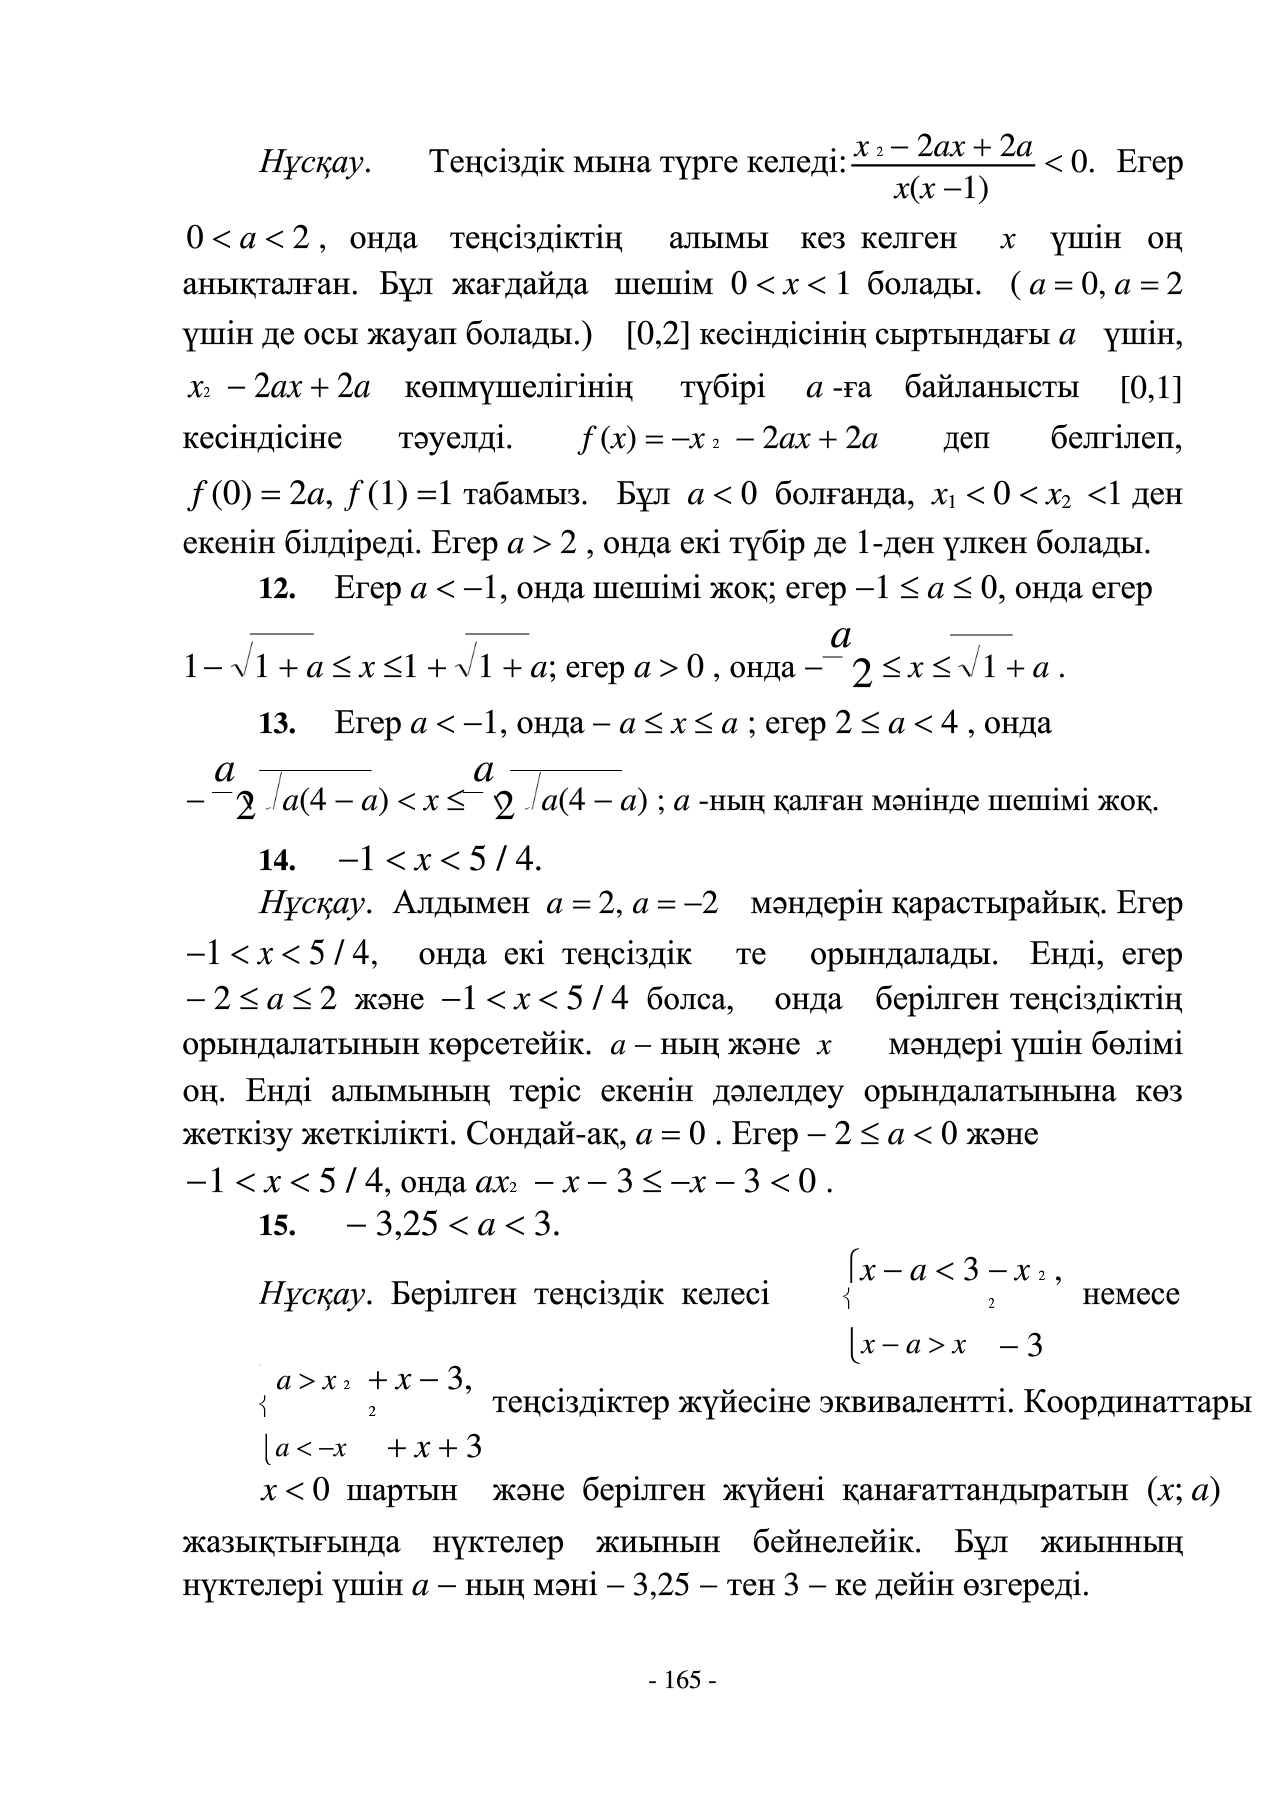 Нұсқау. Теңсіздік мына түрге келеді: (x² − 2ax + 2a) / (x(x −1)) < 0. Егер
0 < a < 2 , онда теңсіздіктің алымы кез келген x үшін оң
анықталған. Бұл жағдайда шешім 0 < x < 1 болады. ( a = 0, a = 2
үшін де осы жауап болады.) [0,2] кесіндісінің сыртындағы a үшін,
x₂ − 2ax + 2a көпмүшелігінің түбірі a -ға байланысты [0,1]
кесіндісіне тәуелді. f (x) = −x ² − 2ax + 2a деп белгілеп,
f (0) = 2a, f (1) =1 табамыз. Бұл a < 0 болғанда, x₁ < 0 < x₂ <1 ден
екенін білдіреді. Егер a > 2 , онда екі түбір де 1-ден үлкен болады.
12. Егер a < −1, онда шешімі жоқ; егер −1 ≤ a ≤ 0, онда егер
1− √1 + a ≤ x ≤1 + √1 + a; егер a > 0 , онда − a/2 ≤ x ≤ √1 + a .
13. Егер a < −1, онда − a ≤ x ≤ a ; егер 2 ≤ a < 4 , онда
− a/2 √a(4 − a) < x ≤ a/2 √a(4 − a) ; a -ның қалған мәнінде шешімі жоқ.
14. −1 < x < 5 / 4.
Нұсқау. Алдымен a = 2, a = −2 мәндерін қарастырайық. Егер
−1 < x < 5 / 4, онда екі теңсіздік те орындалады. Енді, егер
− 2 ≤ a ≤ 2 және −1 < x < 5 / 4 болса, онда берілген теңсіздіктің
орындалатынын көрсетейік. a – ның және x мәндері үшін бөлімі
оң. Енді алымының теріс екенін дәлелдеу орындалатынына көз
жеткізу жеткілікті. Сондай-ақ, a = 0 . Егер − 2 ≤ a < 0 және
−1 < x < 5 / 4, онда ax₂ − x − 3 ≤ −x − 3 < 0 .
15. − 3,25 < a < 3.
Нұсқау. Берілген теңсіздік келесі { x − a < 3 − x ² , немесе
x − a > x² − 3
{ a > x ² + x − 3, теңсіздіктер жүйесіне эквивалентті. Координаттары
a < −x² + x + 3
x < 0 шартын және берілген жүйені қанағаттандыратын (x; a)
жазықтығында нүктелер жиынын бейнелейік. Бұл жиынның
нүктелері үшін a – ның мәні – 3,25 – тен 3 – ке дейін өзгереді.
- 165 -